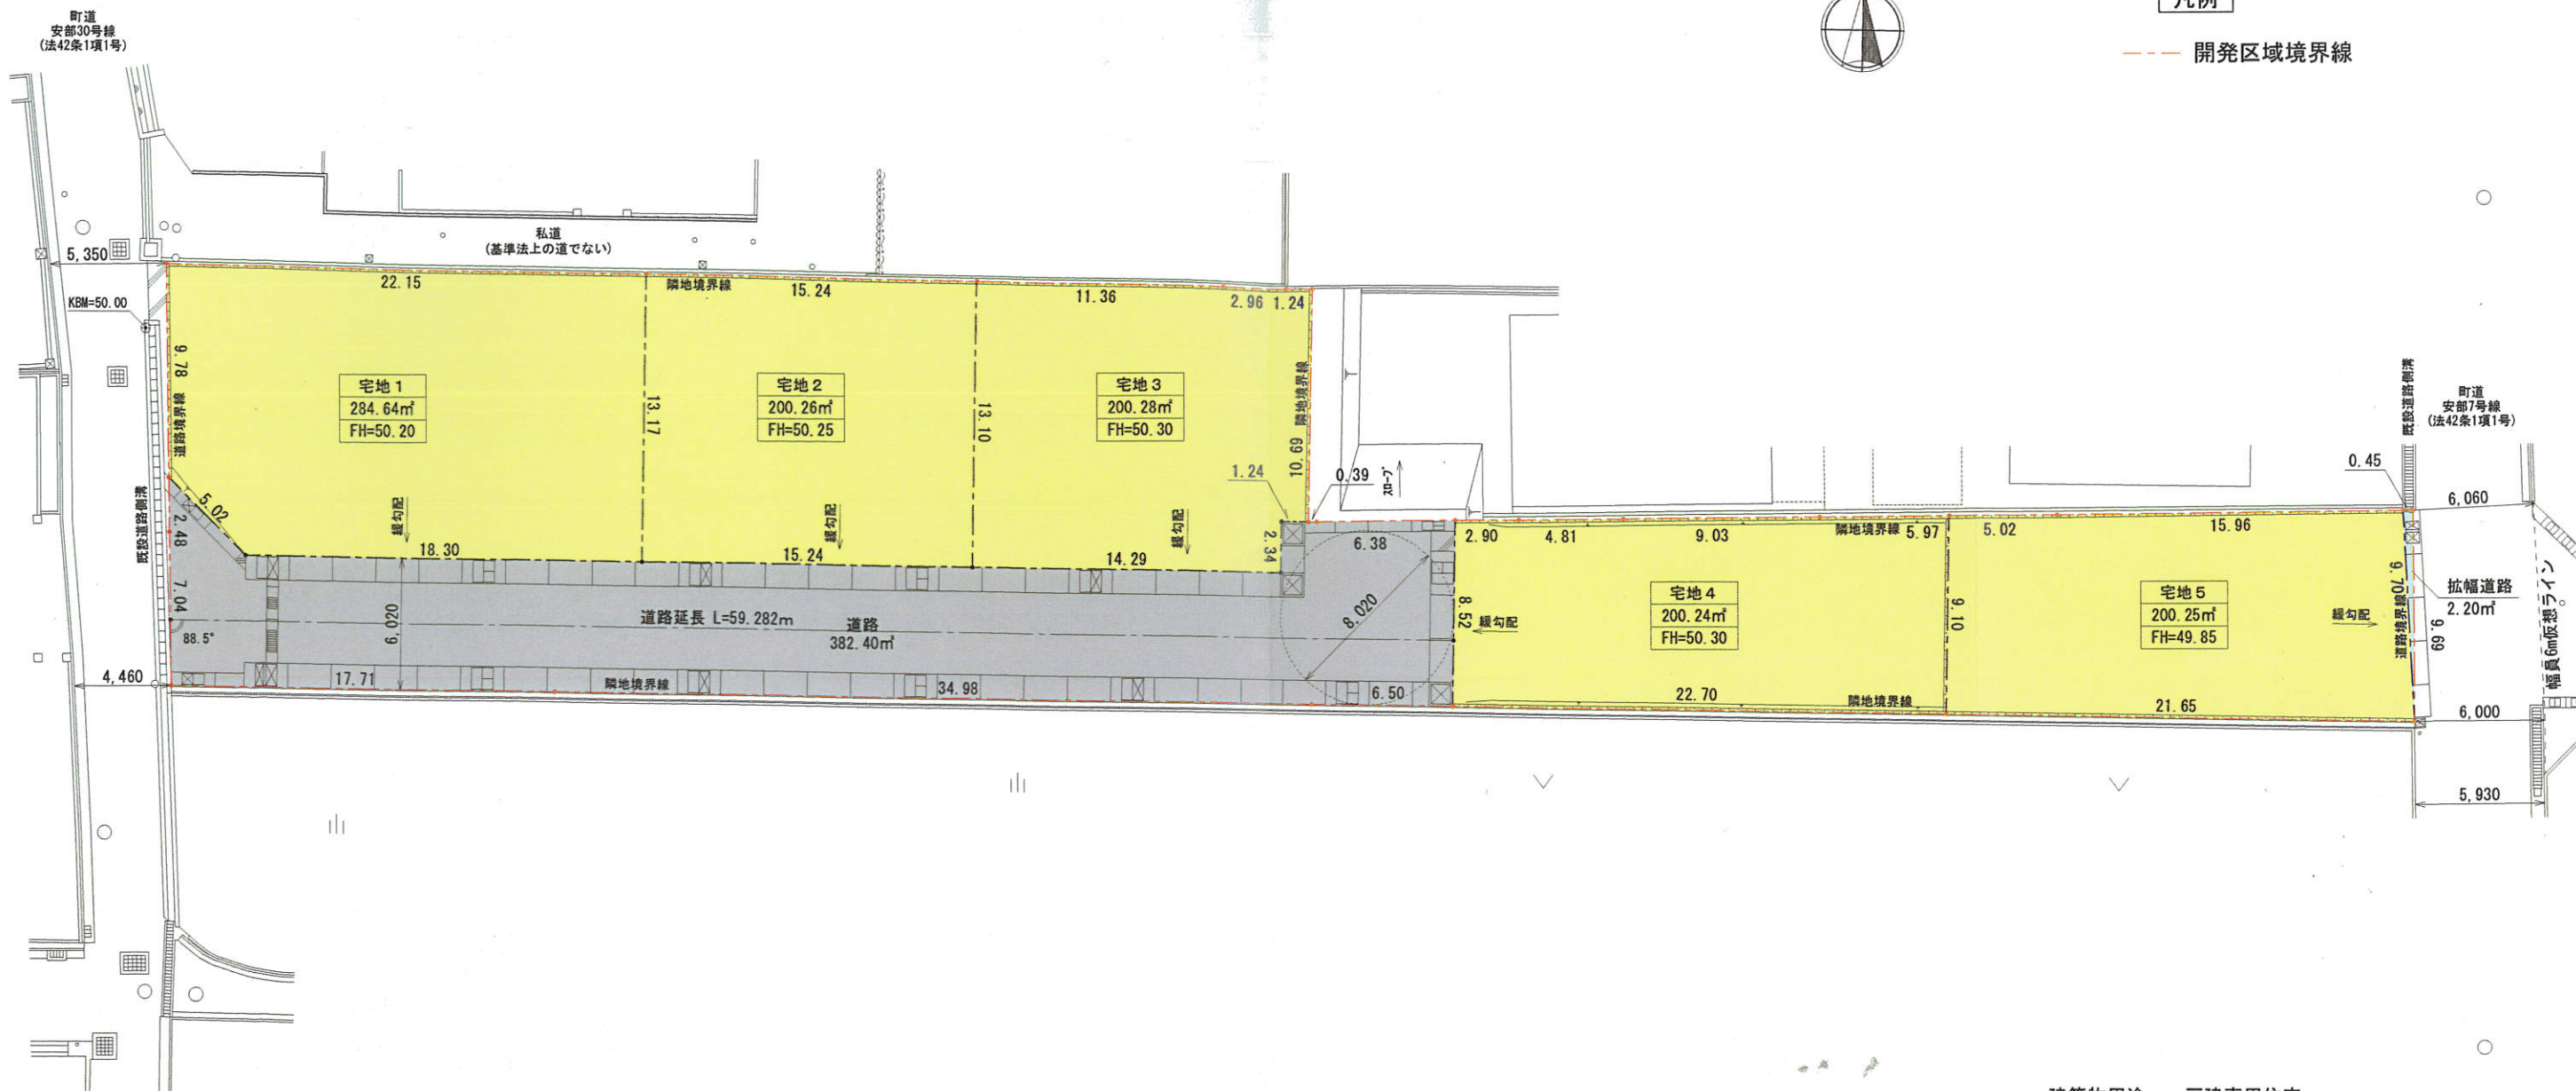 町道
安部30号線
(法42条1項1号)
凡例
開発区域境界線
私道
(基準法上の道でない)
5,350
KBM=50.00
22.15
隣地境界線
15.24
11.36
2.96
1.24
9.78
道路境界線
宅地1
284.64㎡
FH=50.20
13.17
宅地2
200.26㎡
FH=50.25
13.10
宅地3
200.28㎡
FH=50.30
隣地境界線
10.69
1.24
0.39
スロープ
既設道路側溝
町道
安部7号線
(法42条1項1号)
0.45
6,060
既設道路側溝
5.02
2.48
7.04
88.5°
緩勾配
18.30
緩勾配
15.24
緩勾配
14.29
2.34
6.38
2.90
4.81
9.03
隣地境界線
5.97
5.02
15.96
6,020
道路延長 L=59.282m
道路
382.40㎡
8.020
8.52
緩勾配
宅地4
200.24㎡
FH=50.30
9.10
宅地5
200.25㎡
FH=49.85
緩勾配
9.70
道路境界線
9.69
拡幅道路
2.20㎡
幅員6m仮想ライン
4,460
17.71
隣地境界線
34.98
6.50
22.70
隣地境界線
21.65
6,000
5,930